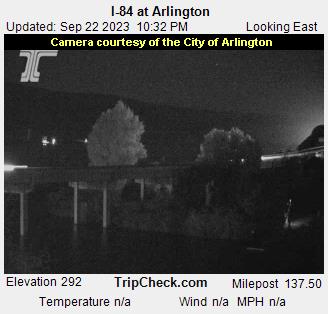 I-84 at Arlington
Updated: Sep 22 2023 10:32 PM Looking East
Camera courtesy of the City of Arlington
Elevation 292 TripCheck.com Milepost 137.50
Temperature n/a Wind n/a MPH n/a